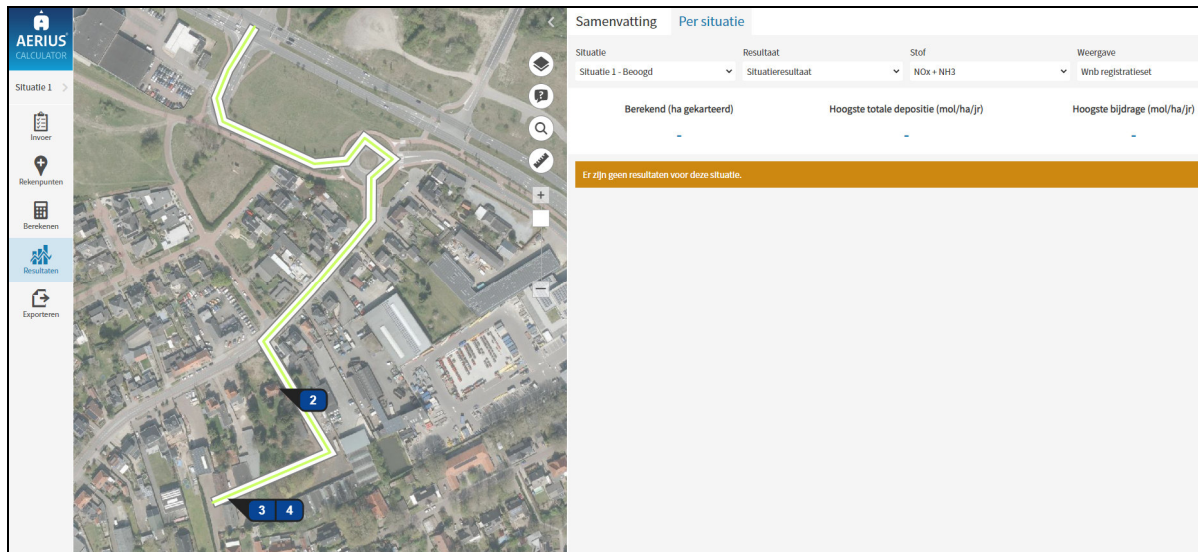 AERIUS
CALCULATOR
Situatie 1
Invoer
Rekenpunten
Berekenen
Resultaten
Exporteren
2
3 4
Samenvatting Per situatie
Situatie Resultaat Stof Weergave
Situatie 1 - Beoogd Situatieresultaat NOx + NH3 Wnb registratieset
Berekend (ha gekarteerd) Hoogste totale depositie (mol/ha/jr) Hoogste bijdrage (mol/ha/jr)
- - -
Er zijn geen resultaten voor deze situatie.